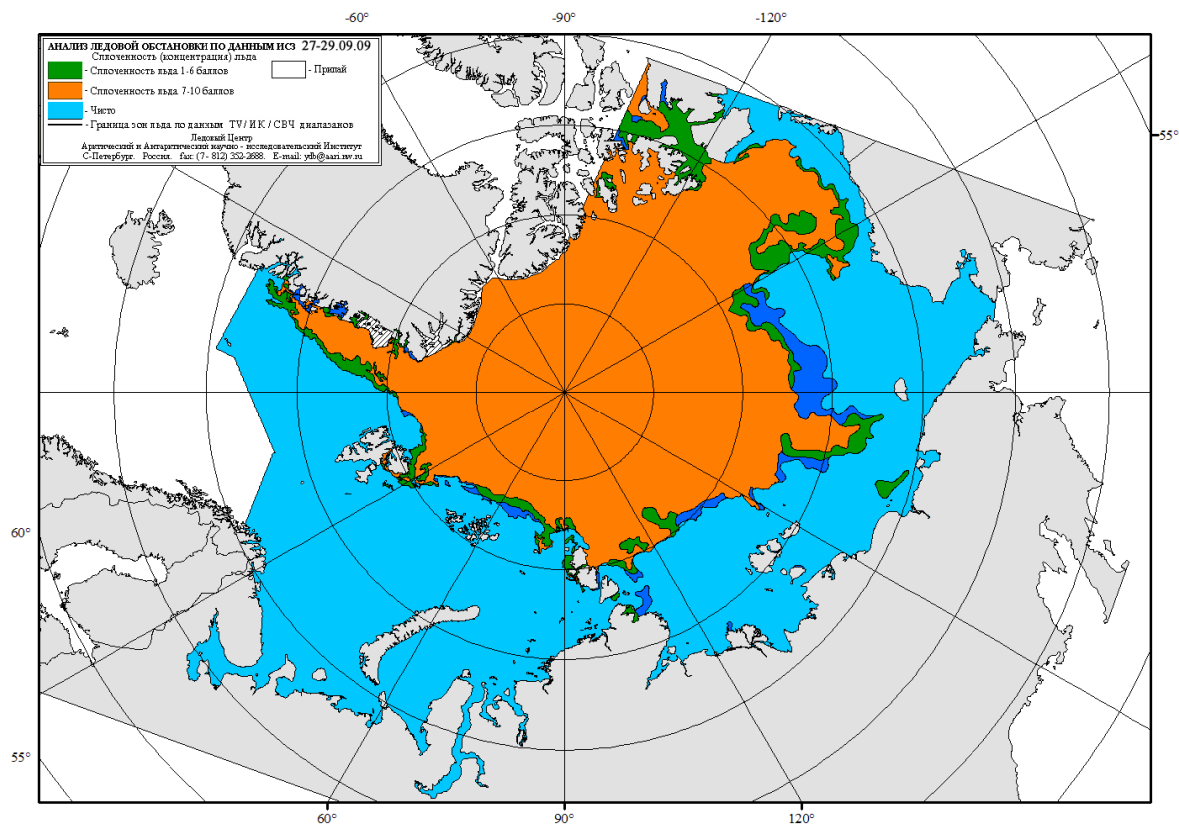 -60° -90° -120°
АНАЛИЗ ЛЕДОВОЙ ОБСТАНОВКИ ПО ДАННЫМ ИСЗ 27-29.09.09
Сплоченность (концентрация) льда
- Сплоченность льда 1-6 баллов - Припай
- Сплоченность льда 7-10 баллов
- Чисто
- Граница зон льда по данным TV / ИК / СВЧ диапазонов
Ледовый Центр
Арктический и Антарктический научно - исследовательский Институт
С-Петербург. Россия. fax: (7- 812) 352-2688. E-mail: ydb@aari.nw.ru
55°
60°
55°
60° 90° 120°